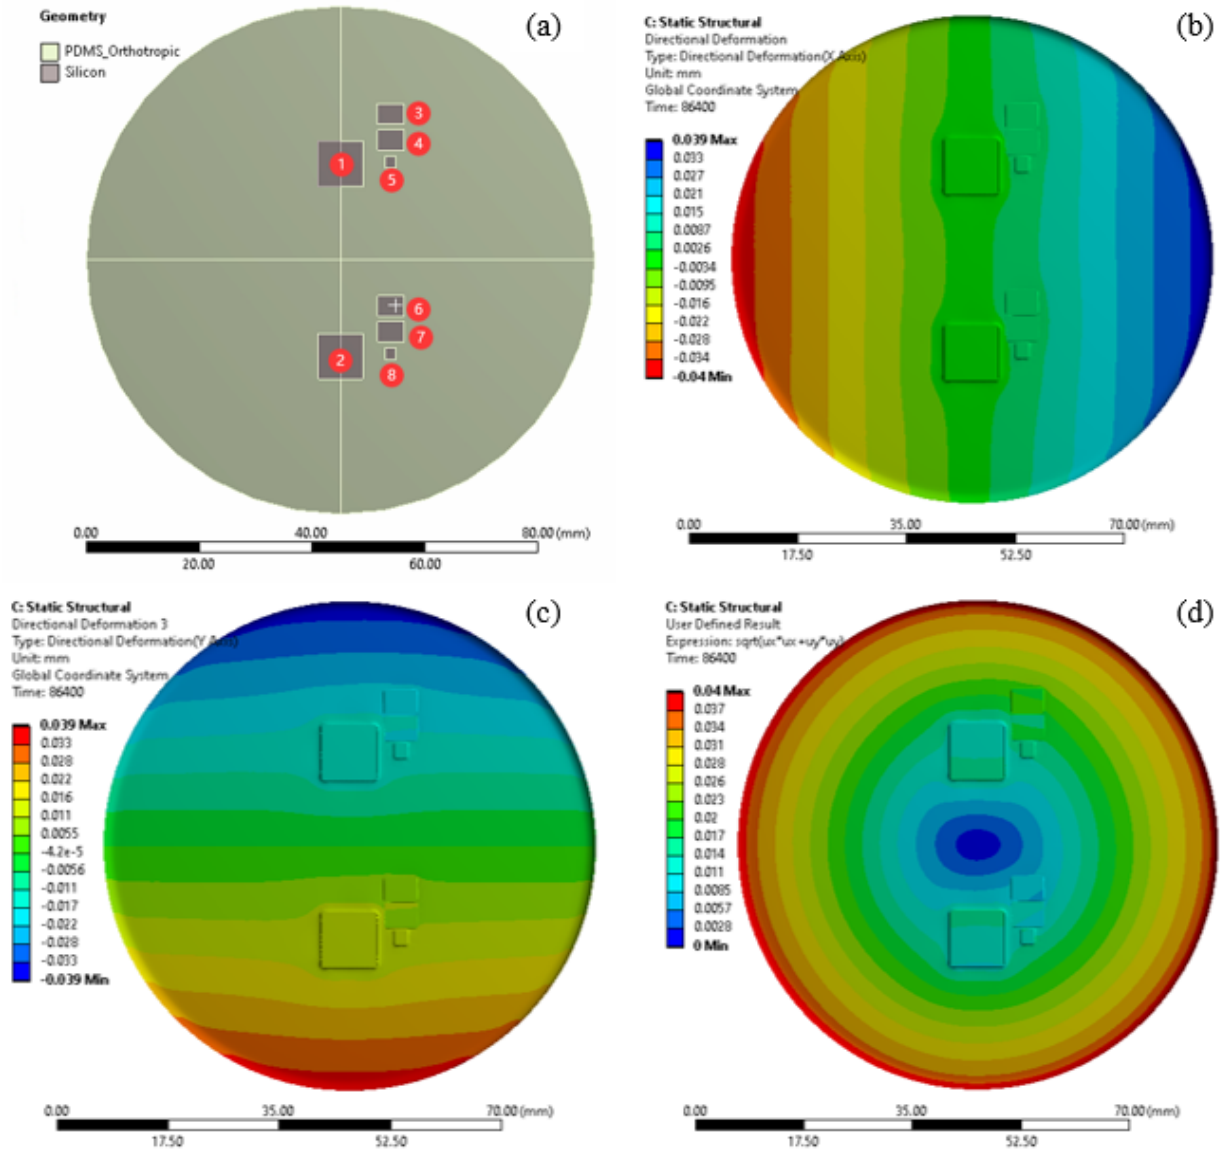 Geometry
(a)
PDMS_Orthotropic
Silicon
3
4
1
5
6
7
2
8
0.00 40.00 80.00 (mm)
20.00 60.00
C: Static Structural
(b)
Directional Deformation
Type: Directional Deformation(X Axis)
Unit: mm
Global Coordinate System
Time: 86400
0.039 Max
0.033
0.027
0.021
0.015
0.0087
0.0026
-0.0034
-0.0095
-0.016
-0.022
-0.028
-0.034
-0.04 Min
0.00 35.00 70.00 (mm)
17.50 52.50
C: Static Structural
(c)
Directional Deformation 3
Type: Directional Deformation(Y Axis)
Unit: mm
Global Coordinate System
Time: 86400
0.039 Max
0.033
0.028
0.022
0.016
0.011
0.0055
-4.2e-5
-0.0056
-0.011
-0.017
-0.022
-0.028
-0.033
-0.039 Min
0.00 35.00 70.00 (mm)
17.50 52.50
C: Static Structural
(d)
User Defined Result
Expression: sqrt(ux*ux+uy*uy)
Time: 86400
0.04 Max
0.037
0.034
0.031
0.028
0.026
0.023
0.02
0.017
0.014
0.011
0.0085
0.0057
0.0028
0 Min
0.00 35.00 70.00 (mm)
17.50 52.50